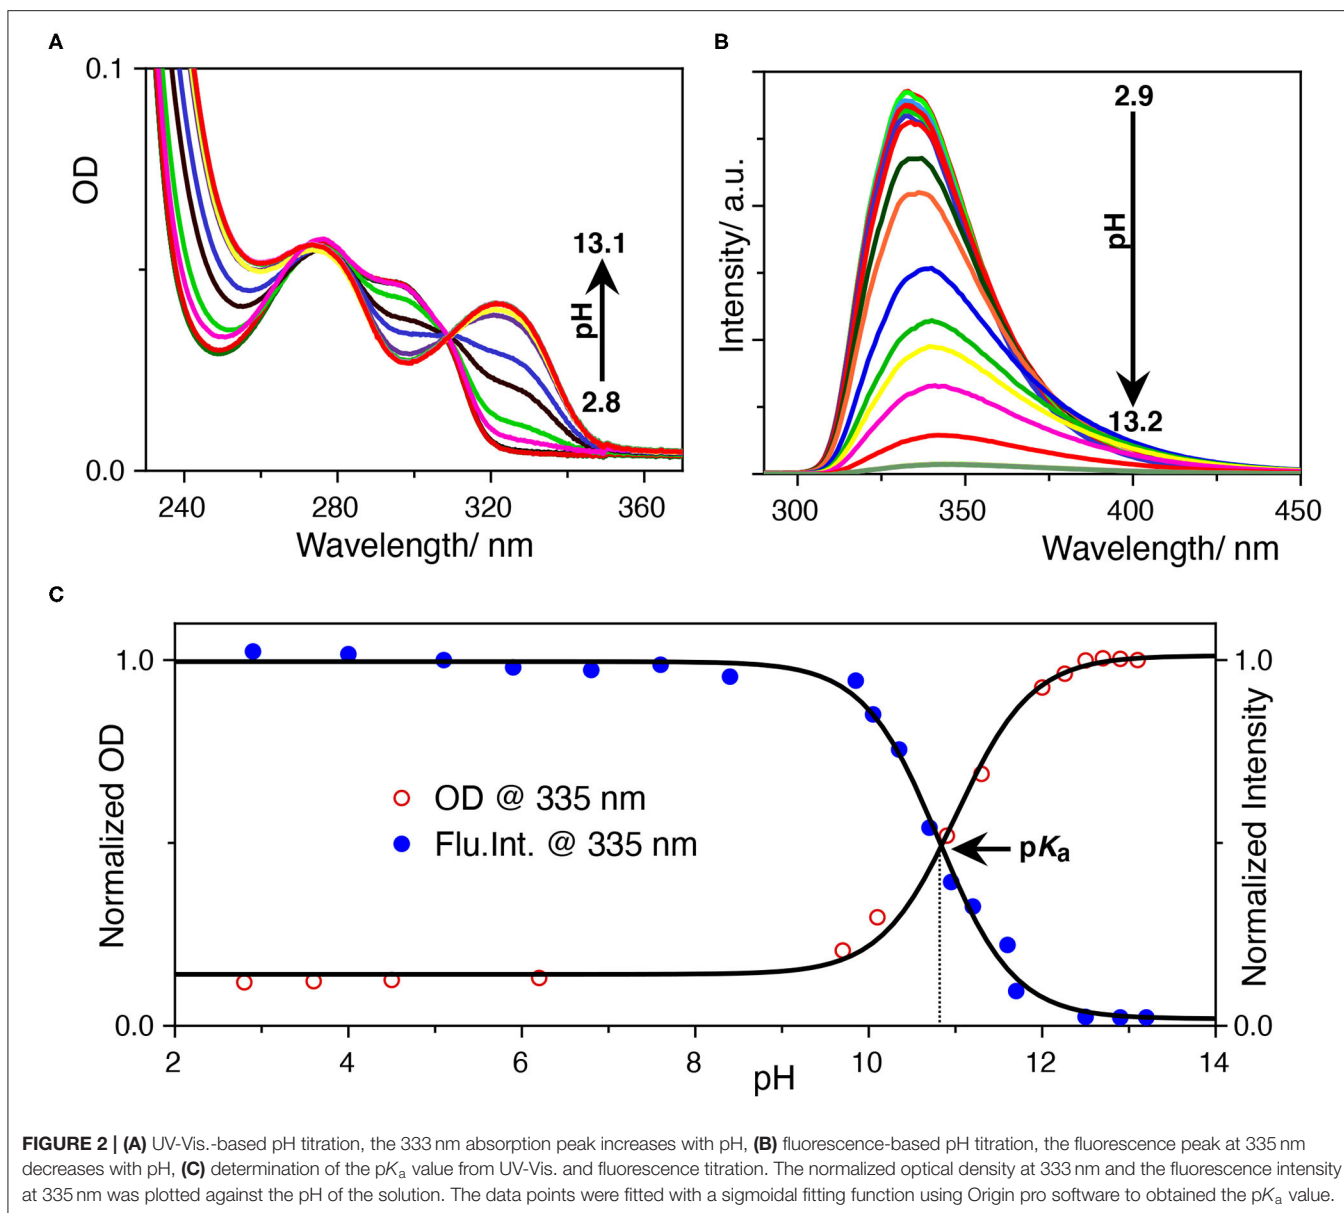 A
0.1
OD
0.0
13.1
pH
2.8
240
280
320
360
Wavelength/ nm
B
Intensity/ a.u.
2.9
pH
13.2
300
350
400
450
Wavelength/ nm
C
1.0
Normalized OD
0.0
OD @ 335 nm
Flu.Int. @ 335 nm
pKa
1.0
Normalized Intensity
0.0
2
4
6
8
10
12
14
pH
FIGURE 2 | (A) UV-Vis.-based pH titration, the 333 nm absorption peak increases with pH, (B) fluorescence-based pH titration, the fluorescence peak at 335 nm
decreases with pH, (C) determination of the pKa value from UV-Vis. and fluorescence titration. The normalized optical density at 333 nm and the fluorescence intensity
at 335 nm was plotted against the pH of the solution. The data points were fitted with a sigmoidal fitting function using Origin pro software to obtained the pKa value.